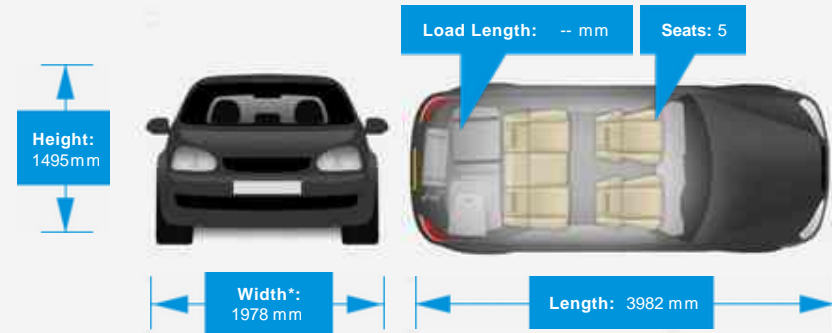 Load Length: -- mm
Seats: 5
Height:
1495mm
Width*:
1978 mm
Length: 3982 mm